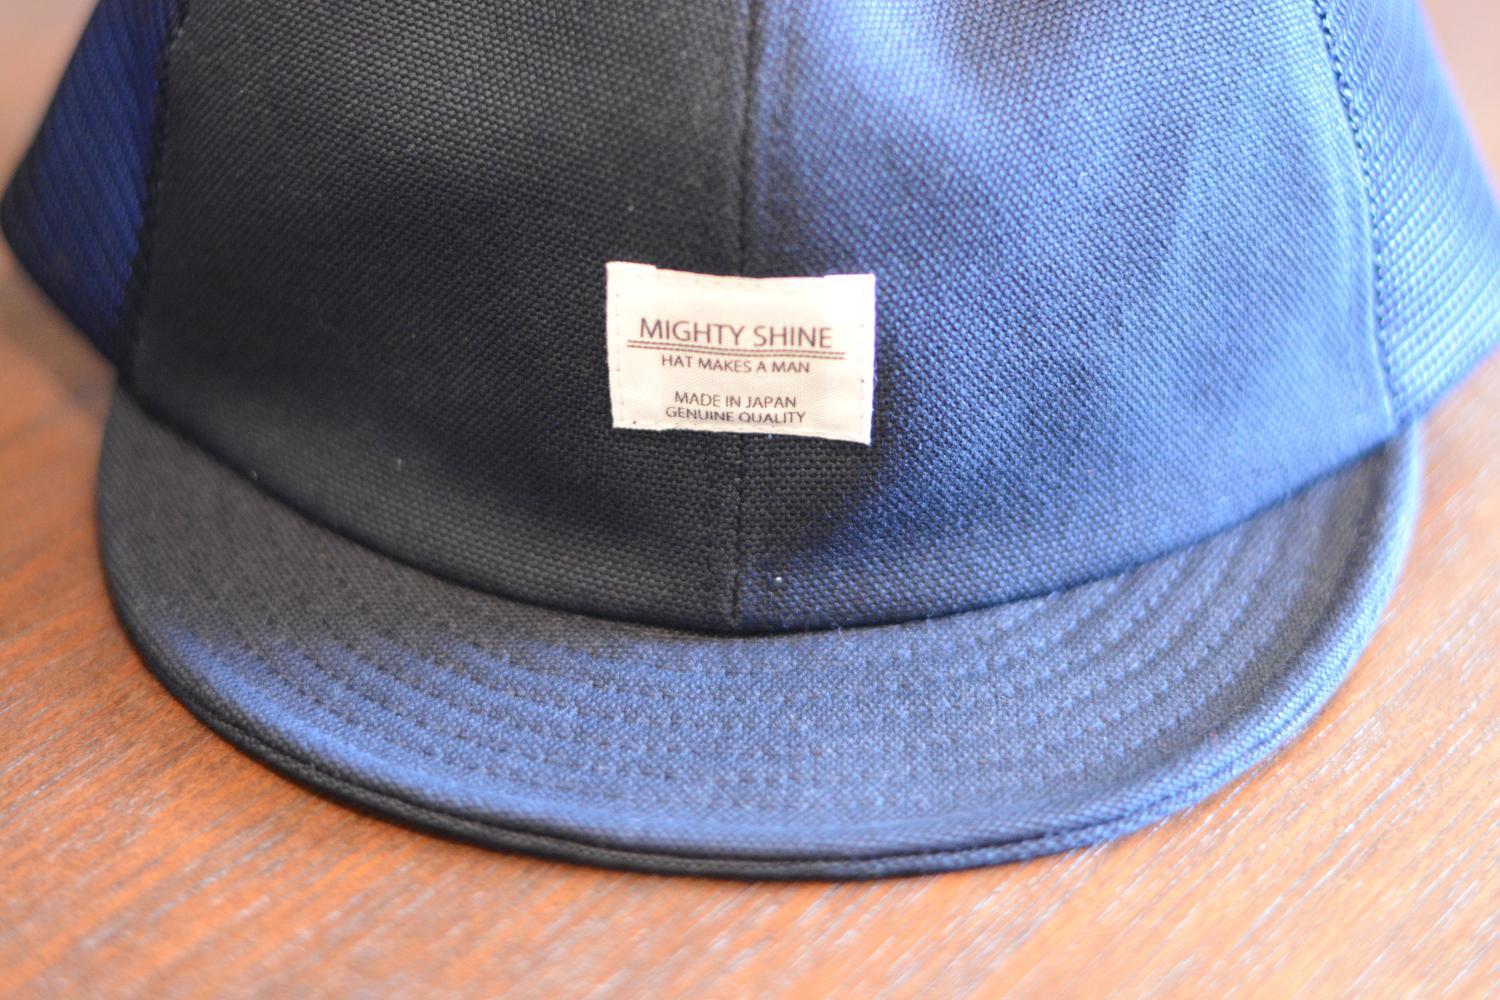 MIGHTY SHINE
HAT MAKES A MAN
MADE IN JAPAN
GENUINE QUALITY